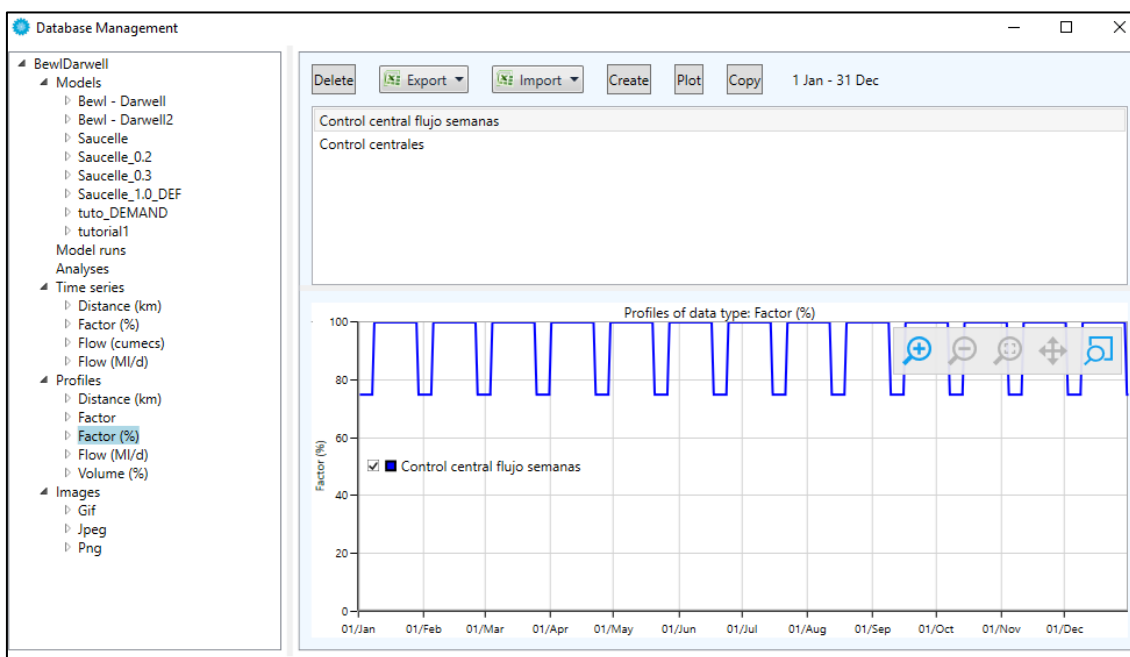 Database Management
BewlDarwell
Models
Bewl - Darwell
Bewl - Darwell2
Saucelle
Saucelle_0.2
Saucelle_0.3
Saucelle_1.0_DEF
tuto_DEMAND
tutorial1
Model runs
Analyses
Time series
Distance (km)
Factor (%)
Flow (cumecs)
Flow (Ml/d)
Profiles
Distance (km)
Factor
Factor (%)
Flow (Ml/d)
Volume (%)
Images
Gif
Jpeg
Png
Delete Export Import Create Plot Copy 1 Jan - 31 Dec
Control central flujo semanas
Control centrales
Profiles of data type: Factor (%)
100
80
60
40
20
0
Factor (%)
Control central flujo semanas
01/Jan 01/Feb 01/Mar 01/Apr 01/May 01/Jun 01/Jul 01/Aug 01/Sep 01/Oct 01/Nov 01/Dec